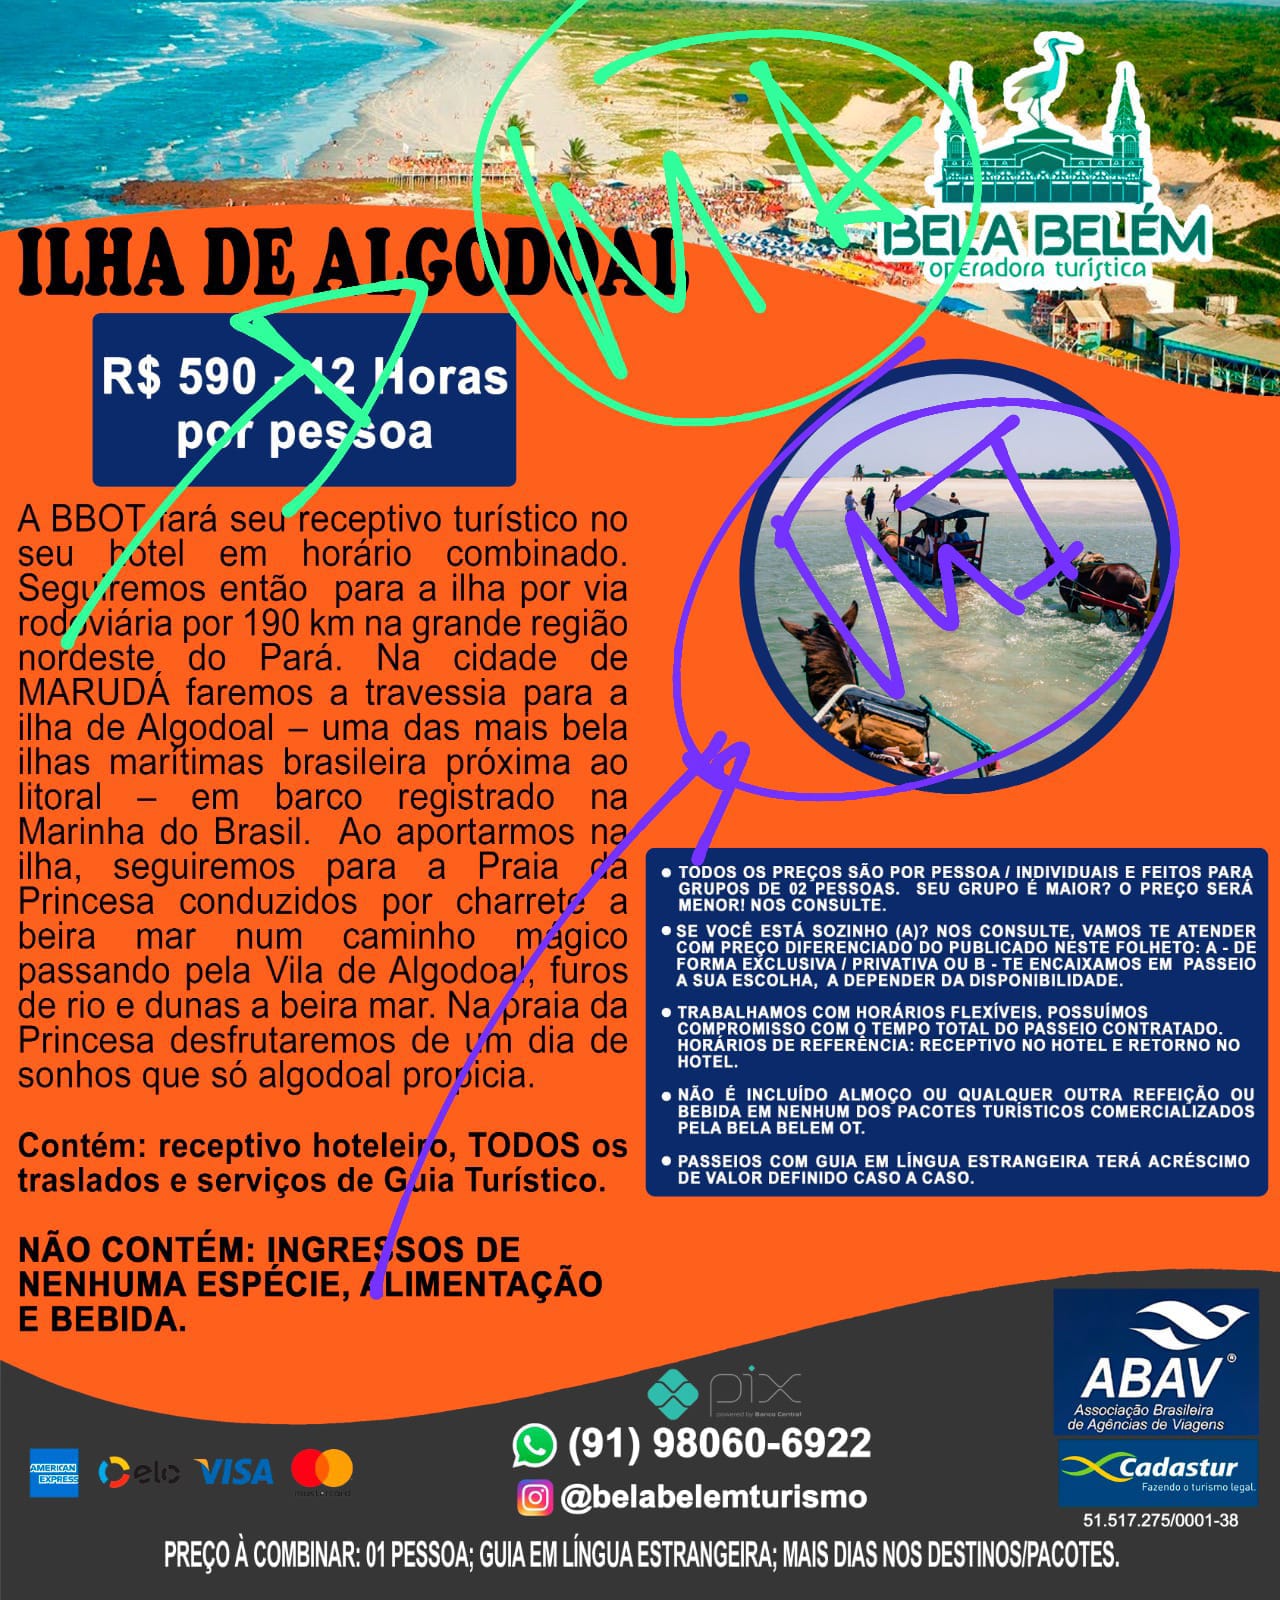 BELA BELÉM
operadora turística
ILHA DE ALGODOAL
R$ 590 - 12 Horas
por pessoa
A BBOT fará seu receptivo turístico no
seu hotel em horário combinado.
Seguiremos então para a ilha por via
rodoviária por 190 km na grande região
nordeste do Pará. Na cidade de
MARUDÁ faremos a travessia para a
ilha de Algodoal – uma das mais bela
ilhas marítimas brasileira próxima ao
litoral – em barco registrado na
Marinha do Brasil. Ao aportarmos na
ilha, seguiremos para a Praia da
Princesa conduzidos por charrete a
beira mar num caminho mágico
passando pela Vila de Algodoal, furos
de rio e dunas a beira mar. Na praia da
Princesa desfrutaremos de um dia de
sonhos que só algodoal propicia.
Contém: receptivo hoteleiro, TODOS os
traslados e serviços de Guia Turístico.
NÃO CONTÉM: INGRESSOS DE
NENHUMA ESPÉCIE, ALIMENTAÇÃO
E BEBIDA.
• TODOS OS PREÇOS SÃO POR PESSOA / INDIVIDUAIS E FEITOS PARA
GRUPOS DE 02 PESSOAS. SEU GRUPO É MAIOR? O PREÇO SERÁ
MENOR! NOS CONSULTE.
• SE VOCÊ ESTÁ SOZINHO (A)? NOS CONSULTE, VAMOS TE ATENDER
COM PREÇO DIFERENCIADO DO PUBLICADO NESTE FOLHETO: A - DE
FORMA EXCLUSIVA / PRIVATIVA OU B - TE ENCAIXAMOS EM PASSEIO
A SUA ESCOLHA, A DEPENDER DA DISPONIBILIDADE.
• TRABALHAMOS COM HORÁRIOS FLEXÍVEIS. POSSUÍMOS
COMPROMISSO COM O TEMPO TOTAL DO PASSEIO CONTRATADO.
HORÁRIOS DE REFERÊNCIA: RECEPTIVO NO HOTEL E RETORNO NO
HOTEL.
• NÃO É INCLUÍDO ALMOÇO OU QUALQUER OUTRA REFEIÇÃO OU
BEBIDA EM NENHUM DOS PACOTES TURÍSTICOS COMERCIALIZADOS
PELA BELA BELEM OT.
• PASSEIOS COM GUIA EM LÍNGUA ESTRANGEIRA TERÁ ACRÉSCIMO
DE VALOR DEFINIDO CASO A CASO.
ABAV®
Associação Brasileira
de Agências de Viagens
Cadastur
Fazendo o turismo legal.
51.517.275/0001-38
pix
powered by Banco Central
(91) 98060-6922
@belabelemturismo
AMERICAN EXPRESS elo VISA mastercard
PREÇO À COMBINAR: 01 PESSOA; GUIA EM LÍNGUA ESTRANGEIRA; MAIS DIAS NOS DESTINOS/PACOTES.